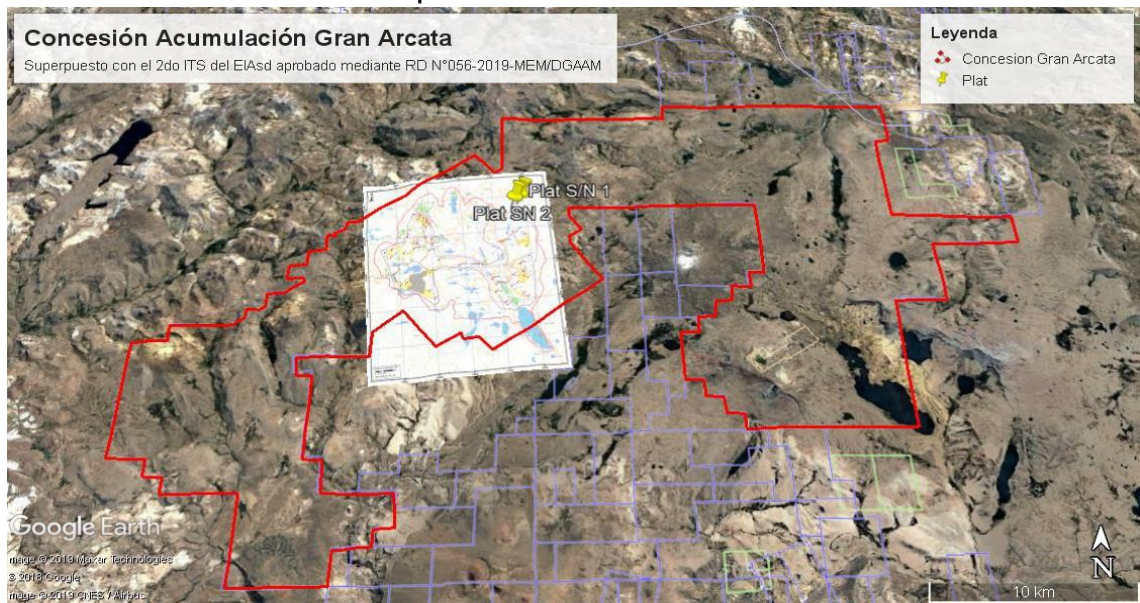 Concesión Acumulación Gran Arcata
Superpuesto con el 2do ITS del EIAsd aprobado mediante RD N°056-2019-MEM/DGAAM
Leyenda
Concesion Gran Arcata
Plat
Plat S/N 1
Plat SN 2
Google Earth
mage © 2019 Maxar Technologies
© 2018 Google
mage © 2019 CNES / Airbus
N
10 km